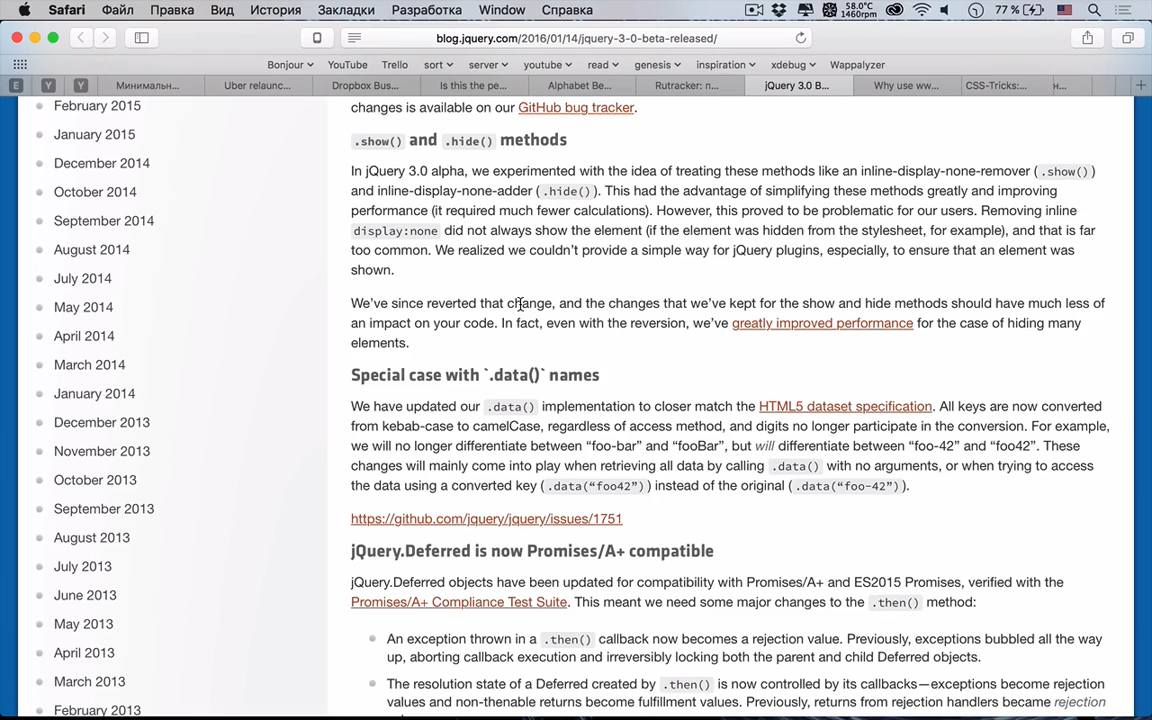 Safari Файл Правка Вид История Закладки Разработка Window Справка 58.0°C 1460rpm 77 %
blog.jquery.com/2016/01/14/jquery-3-0-beta-released/
Bonjour YouTube Trello sort server youtube read genesis inspiration xdebug Wappalyzer
E Y Y Минимальн... Uber relaunc... Dropbox Bus... Is this the pe... Alphabet Be... Rutracker: n... jQuery 3.0 B... Why use ww... CSS-Tricks:... н...
February 2015
January 2015
December 2014
October 2014
September 2014
August 2014
July 2014
May 2014
April 2014
March 2014
January 2014
December 2013
November 2013
October 2013
September 2013
August 2013
July 2013
June 2013
May 2013
April 2013
March 2013
February 2013
changes is available on our GitHub bug tracker.
.show() and .hide() methods
In jQuery 3.0 alpha, we experimented with the idea of treating these methods like an inline-display-none-remover (.show())
and inline-display-none-adder (.hide()). This had the advantage of simplifying these methods greatly and improving
performance (it required much fewer calculations). However, this proved to be problematic for our users. Removing inline
display:none did not always show the element (if the element was hidden from the stylesheet, for example), and that is far
too common. We realized we couldn't provide a simple way for jQuery plugins, especially, to ensure that an element was
shown.
We've since reverted that change, and the changes that we've kept for the show and hide methods should have much less of
an impact on your code. In fact, even with the reversion, we've greatly improved performance for the case of hiding many
elements.
Special case with `.data()` names
We have updated our .data() implementation to closer match the HTML5 dataset specification. All keys are now converted
from kebab-case to camelCase, regardless of access method, and digits no longer participate in the conversion. For example,
we will no longer differentiate between “foo-bar” and “fooBar”, but will differentiate between “foo-42” and “foo42”. These
changes will mainly come into play when retrieving all data by calling .data() with no arguments, or when trying to access
the data using a converted key (.data(“foo42”)) instead of the original (.data(“foo-42”)).
https://github.com/jquery/jquery/issues/1751
jQuery.Deferred is now Promises/A+ compatible
jQuery.Deferred objects have been updated for compatibility with Promises/A+ and ES2015 Promises, verified with the
Promises/A+ Compliance Test Suite. This meant we need some major changes to the .then() method:
An exception thrown in a .then() callback now becomes a rejection value. Previously, exceptions bubbled all the way
up, aborting callback execution and irreversibly locking both the parent and child Deferred objects.
The resolution state of a Deferred created by .then() is now controlled by its callbacks—exceptions become rejection
values and non-thenable returns become fulfillment values. Previously, returns from rejection handlers became rejection